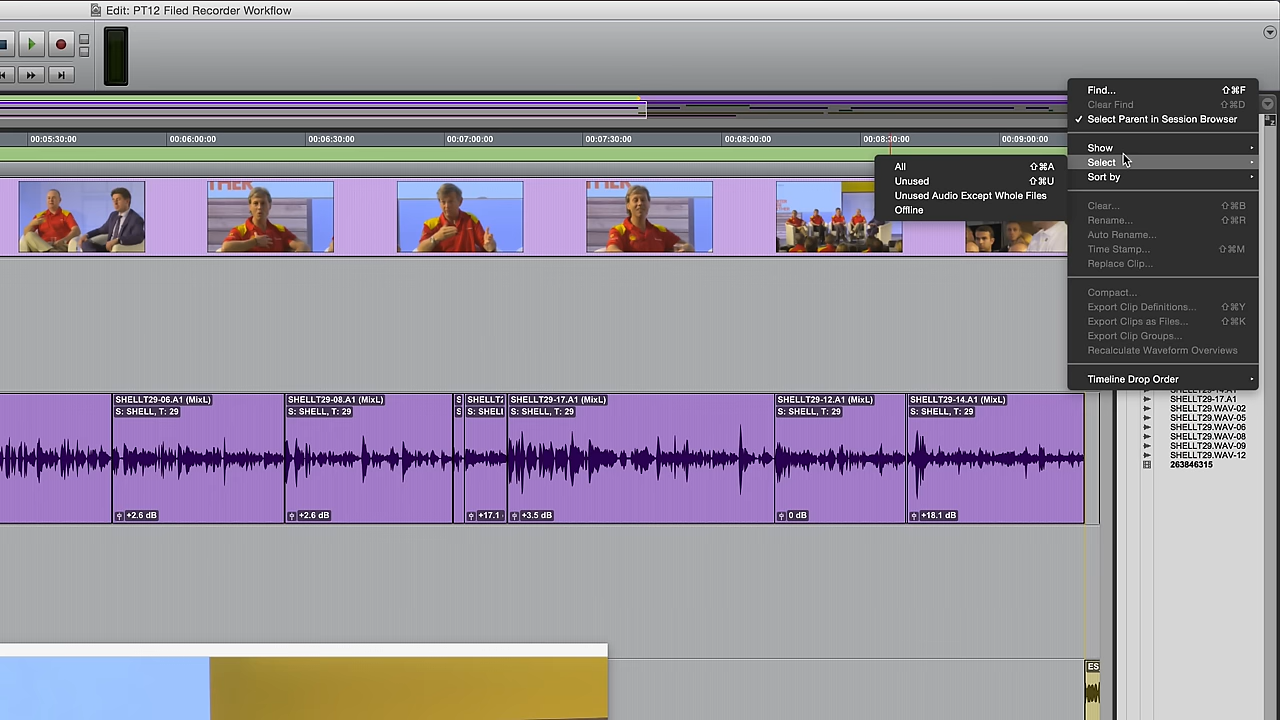 Edit: PT12 Filed Recorder Workflow
Find... ⇧⌘F
Clear Find ⇧⌘D
✓ Select Parent in Session Browser
Show
Select
Sort by
Clear... ⇧⌘B
Rename... ⇧⌘R
Auto Rename...
Time Stamp... ⇧⌘M
Replace Clip...
Compact...
Export Clip Definitions... ⇧⌘Y
Export Clips as Files... ⇧⌘K
Export Clip Groups...
Recalculate Waveform Overviews
Timeline Drop Order
All ⇧⌘A
Unused ⇧⌘U
Unused Audio Except Whole Files
Offline
00:05:30:00 00:06:00:00 00:06:30:00 00:07:00:00 00:07:30:00 00:08:00:00 00:08:30:00 00:09:00:00
SHELLT29-06.A1 (MixL)
S: SHELL, T: 29
+2.6 dB
SHELLT29-08.A1 (MixL)
S: SHELL, T: 29
+2.6 dB
S
S
SHELLT2
S: SHELL
+17.1
SHELLT29-17.A1 (MixL)
S: SHELL, T: 29
+3.5 dB
SHELLT29-12.A1 (MixL)
S: SHELL, T: 29
0 dB
SHELLT29-14.A1 (MixL)
S: SHELL, T: 29
+18.1 dB
SHELLT29-17.A1
SHELLT29.WAV-02
SHELLT29.WAV-05
SHELLT29.WAV-06
SHELLT29.WAV-08
SHELLT29.WAV-09
SHELLT29.WAV-12
263846315
ES